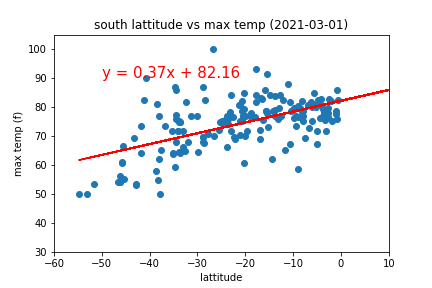 south lattitude vs max temp (2021-03-01)
100
y = 0.37x + 82.16
90
80
max temp (f)
70
60
50
40
30
−60 −50 −40 −30 −20 −10 0 10
lattitude